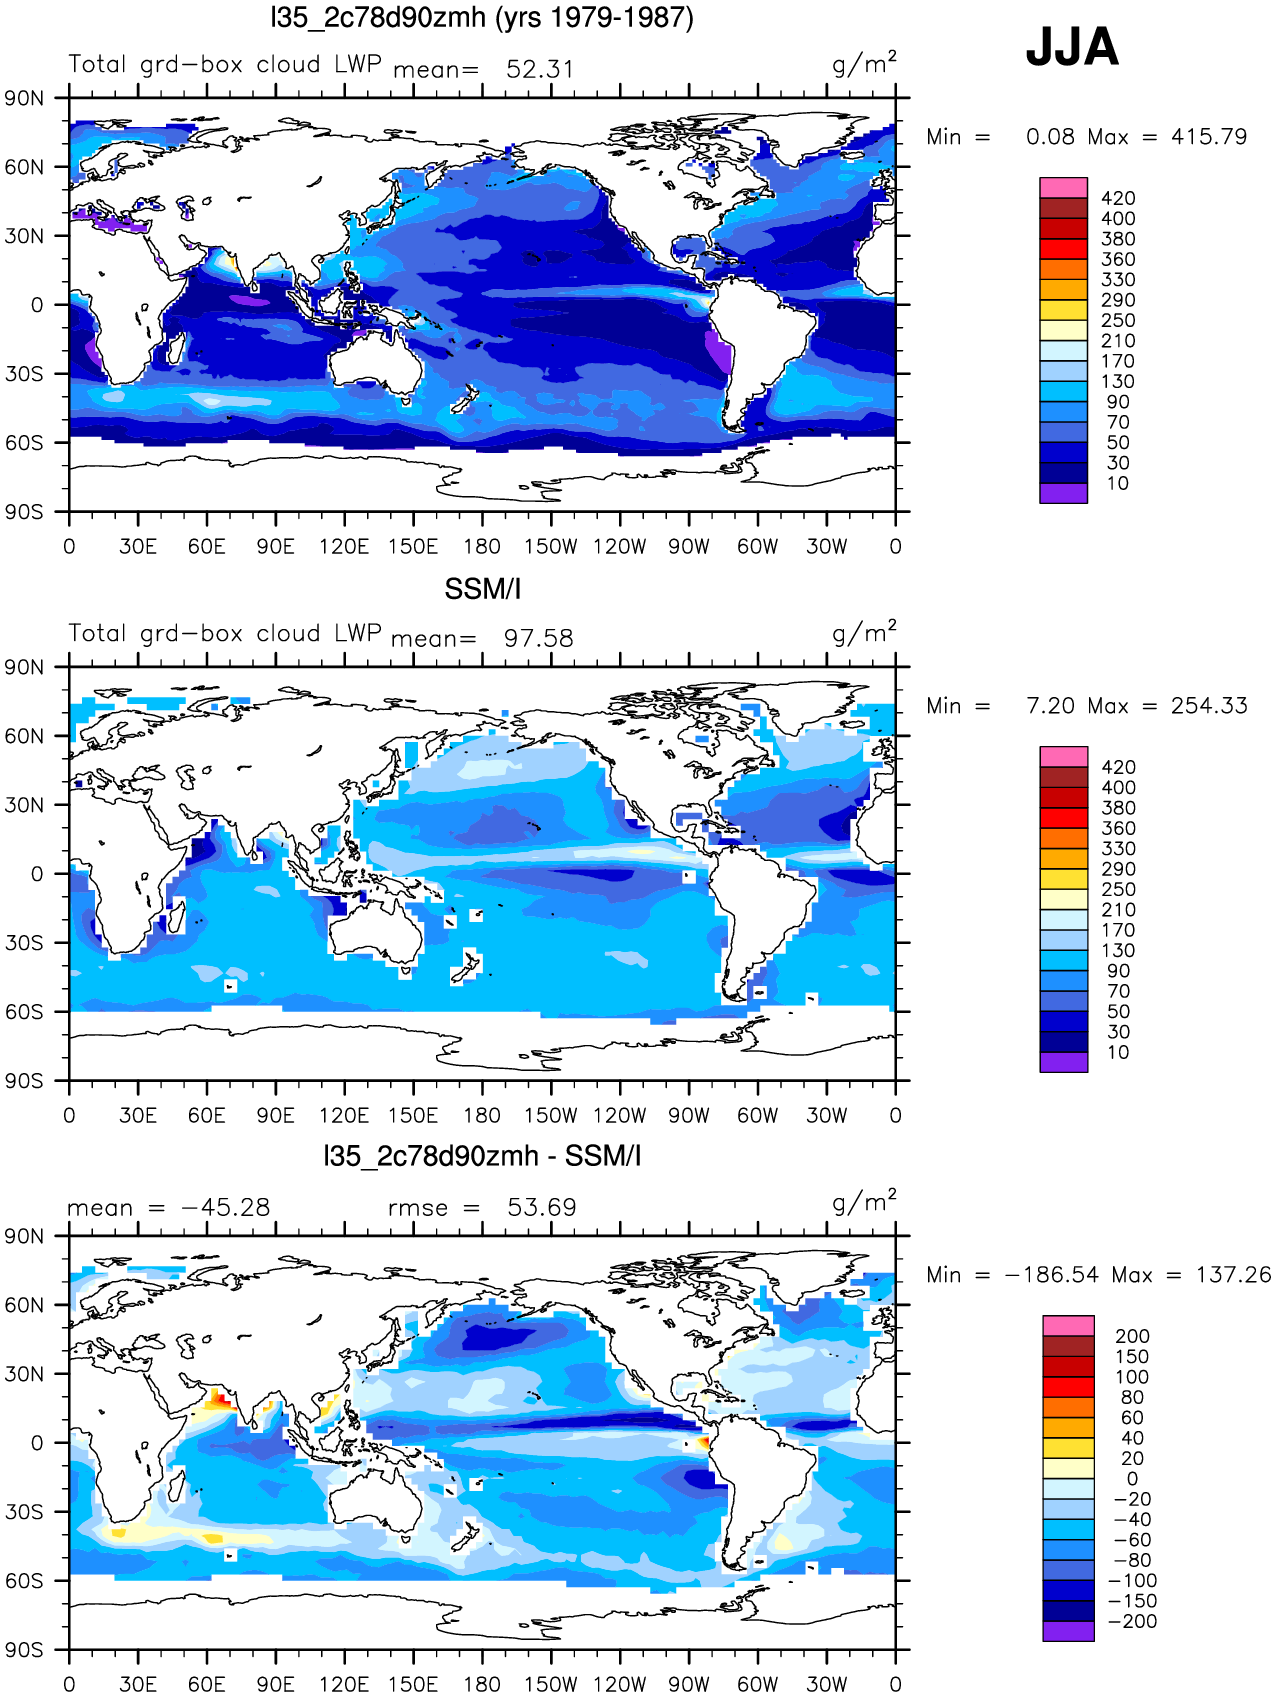 l35_2c78d90zmh (yrs 1979-1987)
JJA
Total grd-box cloud LWP mean= 52.31 g/m²
Min = 0.08 Max = 415.79
90N
60N
30N
0
30S
60S
90S
0 30E 60E 90E 120E 150E 180 150W 120W 90W 60W 30W 0
420
400
380
360
330
290
250
210
170
130
90
70
50
30
10
SSM/I
Total grd-box cloud LWP mean= 97.58 g/m²
Min = 7.20 Max = 254.33
90N
60N
30N
0
30S
60S
90S
0 30E 60E 90E 120E 150E 180 150W 120W 90W 60W 30W 0
420
400
380
360
330
290
250
210
170
130
90
70
50
30
10
l35_2c78d90zmh - SSM/I
mean = -45.28 rmse = 53.69 g/m²
Min = -186.54 Max = 137.26
90N
60N
30N
0
30S
60S
90S
0 30E 60E 90E 120E 150E 180 150W 120W 90W 60W 30W 0
200
150
100
80
60
40
20
0
-20
-40
-60
-80
-100
-150
-200